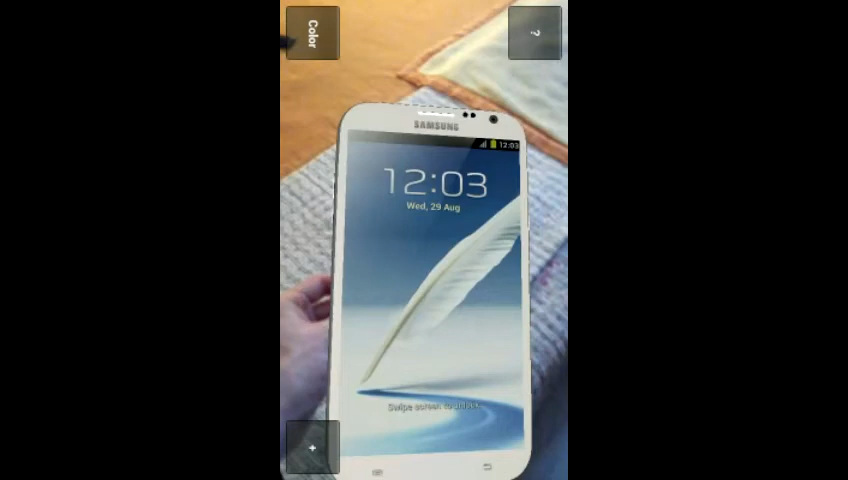 Color
?
SAMSUNG
12:03
12:03
Wed, 29 Aug
Swipe screen to unlock
+